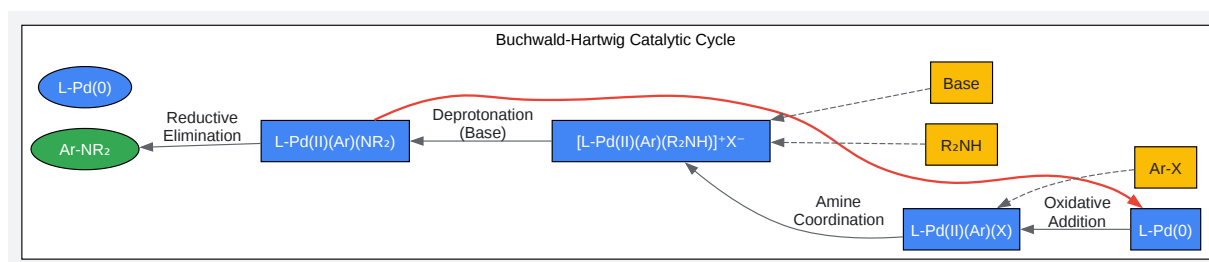 Buchwald-Hartwig Catalytic Cycle
L-Pd(0)
Ar-NR₂
Reductive
Elimination
L-Pd(II)(Ar)(NR₂)
Deprotonation
(Base)
[L-Pd(II)(Ar)(R₂NH)]⁺X⁻
Base
R₂NH
Ar-X
Amine
Coordination
L-Pd(II)(Ar)(X)
Oxidative
Addition
L-Pd(0)